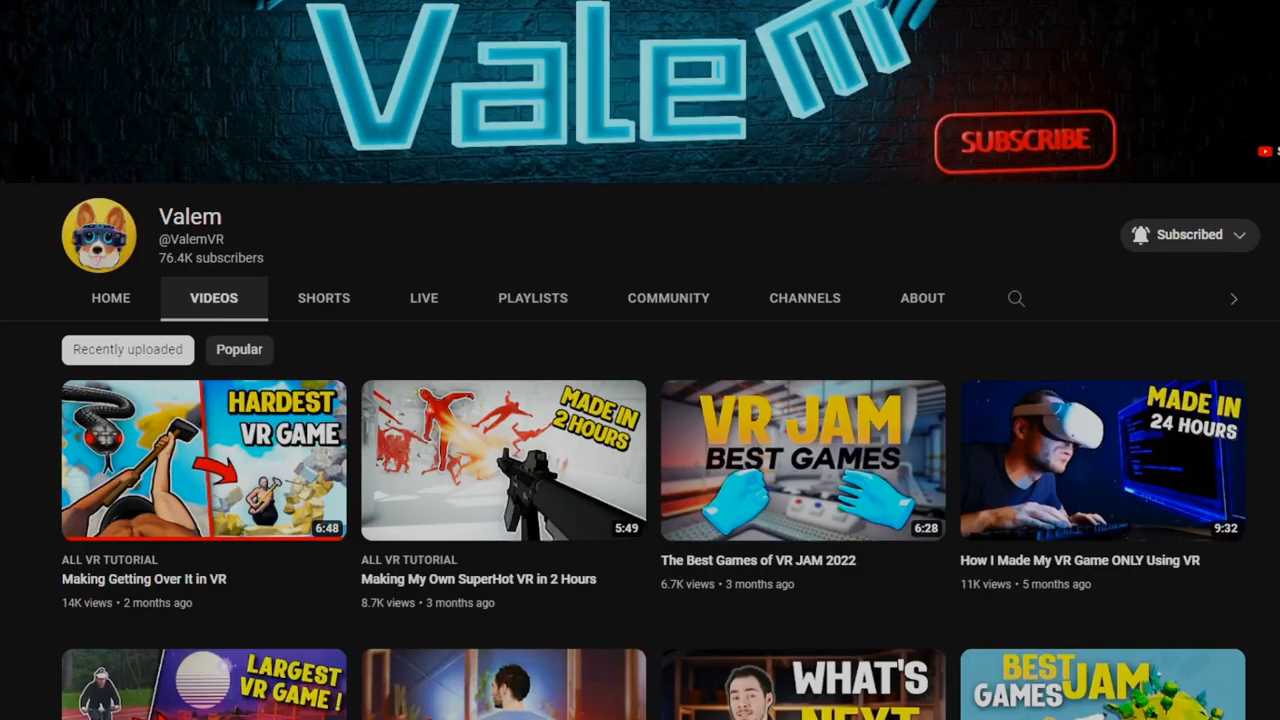 Valem
SUBSCRIBE
Valem
@ValemVR
76.4K subscribers
Subscribed
HOME
VIDEOS
SHORTS
LIVE
PLAYLISTS
COMMUNITY
CHANNELS
ABOUT
Recently uploaded
Popular
HARDEST
VR GAME
6:48
MADE IN
2 HOURS
5:49
VR JAM
BEST GAMES
6:28
MADE IN
24 HOURS
9:32
ALL VR TUTORIAL
Making Getting Over It in VR
14K views • 2 months ago
ALL VR TUTORIAL
Making My Own SuperHot VR in 2 Hours
8.7K views • 3 months ago
The Best Games of VR JAM 2022
6.7K views • 3 months ago
How I Made My VR Game ONLY Using VR
11K views • 5 months ago
LARGEST
VR GAME !
WHAT'S
NEXT
BEST
GAMES JAM